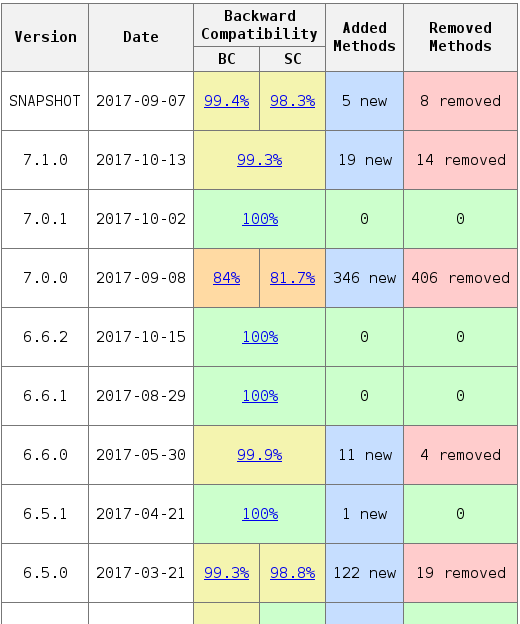 Version Date Backward Compatibility Added Methods Removed Methods
BC SC
SNAPSHOT 2017-09-07 99.4% 98.3% 5 new 8 removed
7.1.0 2017-10-13 99.3% 19 new 14 removed
7.0.1 2017-10-02 100% 0 0
7.0.0 2017-09-08 84% 81.7% 346 new 406 removed
6.6.2 2017-10-15 100% 0 0
6.6.1 2017-08-29 100% 0 0
6.6.0 2017-05-30 99.9% 11 new 4 removed
6.5.1 2017-04-21 100% 1 new 0
6.5.0 2017-03-21 99.3% 98.8% 122 new 19 removed